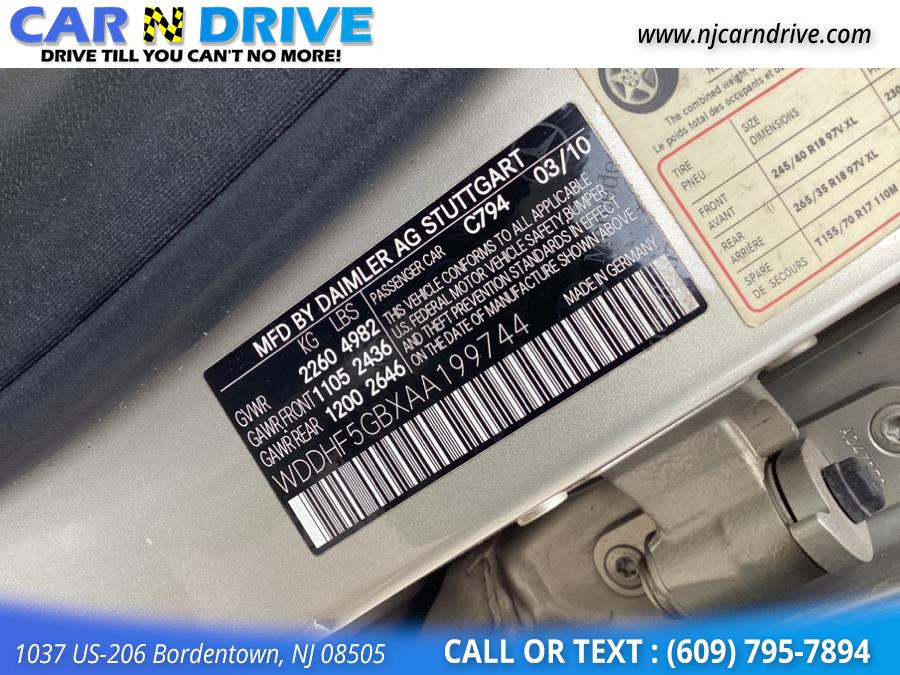 CAR N DRIVE
DRIVE TILL YOU CAN'T NO MORE!
www.njcarndrive.com
MFD BY DAIMLER AG STUTTGART
KG LBS
GVWR 2260 4982
GAWR FRONT 1105 2436
GAWR REAR 1200 2646
PASSENGER CAR C794 03/10
THIS VEHICLE CONFORMS TO ALL APPLICABLE
U.S. FEDERAL MOTOR VEHICLE SAFETY BUMPER
AND THEFT PREVENTION STANDARDS IN EFFECT
ON THE DATE OF MANUFACTURE SHOWN ABOVE
MADE IN GERMANY
WDDHF5GBXAA199744
The combined weight
Le poids total des occupants et
TIRE
PNEU
SIZE
DIMENSIONS
FRONT
AVANT
245/40 R18 97V XL
230
REAR
ARRIÈRE
265/35 R18 97V XL
SPARE
DE SECOURS
T155/70 R17 110M
1037 US-206 Bordentown, NJ 08505
CALL OR TEXT : (609) 795-7894